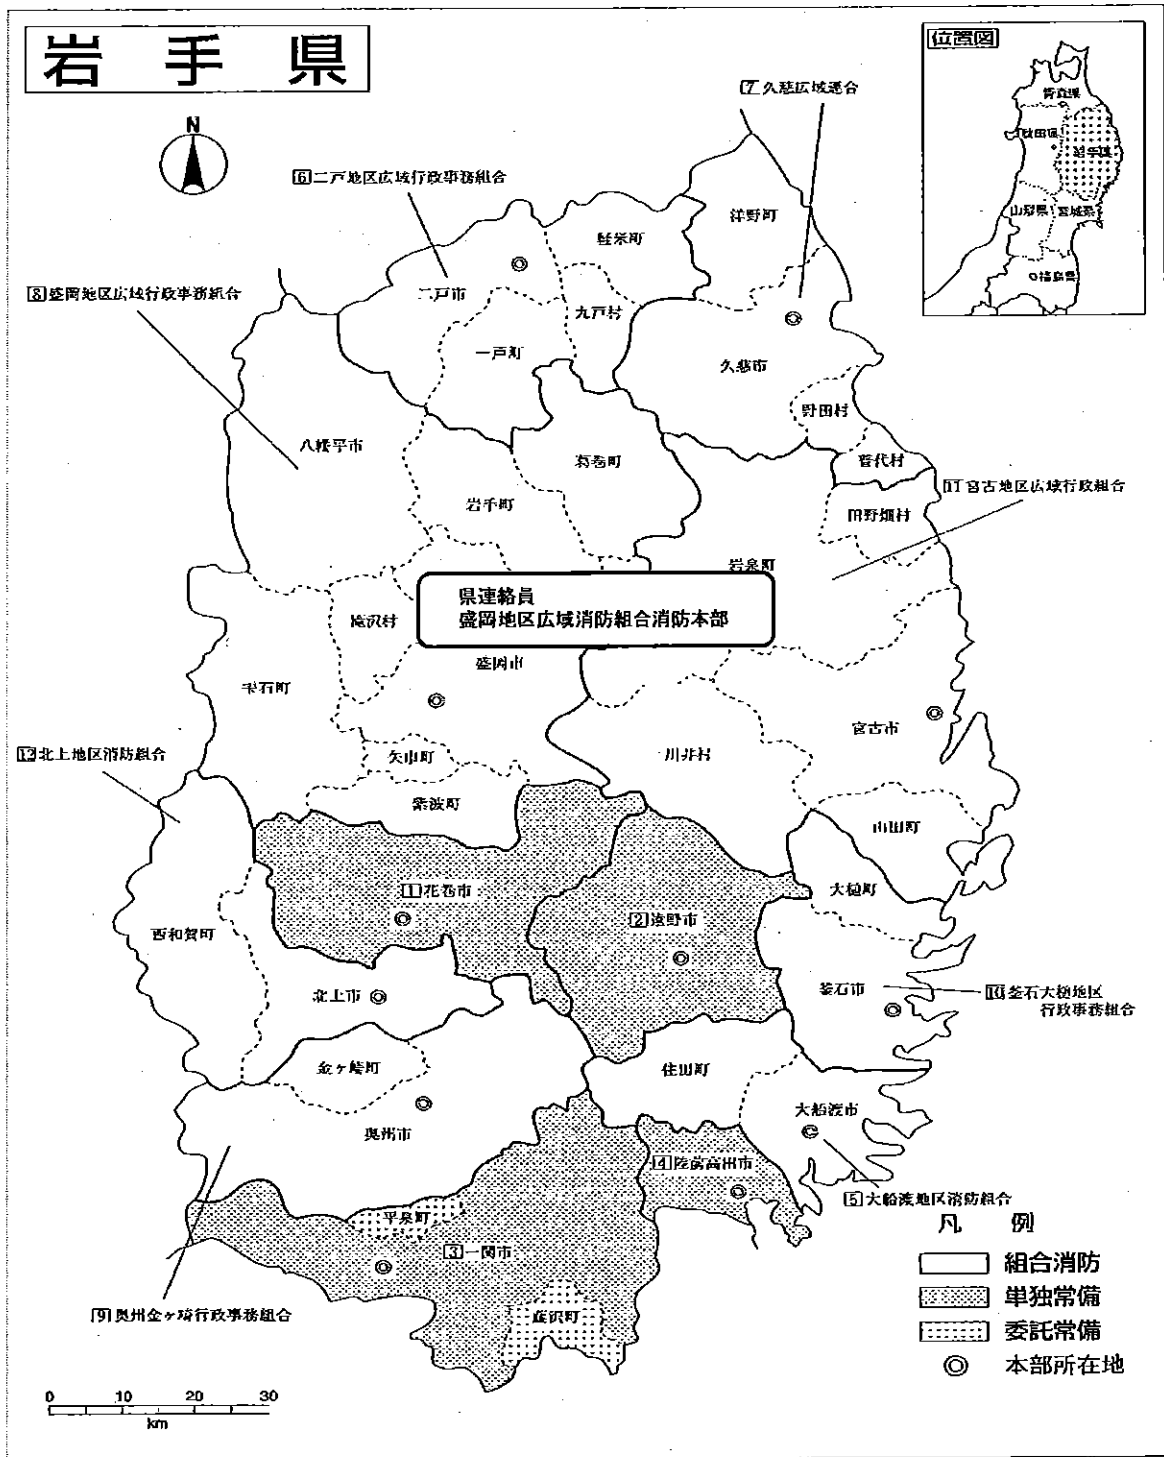 岩手県
位置図
青森県
秋田県
岩手県
山形県
宮城県
福島県
N
7 久慈広域連合
6 二戸地区広域行政事務組合
8 盛岡地区広域行政事務組合
洋野町
軽米町
二戸市
九戸村
一戸町
久慈市
野田村
普代村
八幡平市
葛巻町
岩手町
田野畑村
11 宮古地区広域行政組合
岩泉町
県連絡員
盛岡地区広域消防組合消防本部
滝沢村
盛岡市
雫石町
宮古市
川井村
矢巾町
12 北上地区消防組合
紫波町
山田町
大槌町
1 花巻市
2 遠野市
西和賀町
北上市
釜石市
10 釜石大槌地区
行政事務組合
金ヶ崎町
住田町
奥州市
大船渡市
4 陸前高田市
5 大船渡地区消防組合
平泉町
3 一関市
藤沢町
9 奥州金ヶ崎行政事務組合
凡例
組合消防
単独常備
委託常備
本部所在地
0 10 20 30
km